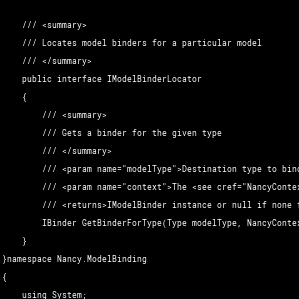 /// <summary>
/// Locates model binders for a particular model
/// </summary>
public interface IModelBinderLocator
{
/// <summary>
/// Gets a binder for the given type
/// </summary>
/// <param name="modelType">Destination type to bind
/// <param name="context">The <see cref="NancyContex
/// <returns>IModelBinder instance or null if none f
IBinder GetBinderForType(Type modelType, NancyContex
}
}namespace Nancy.ModelBinding
{
using System;